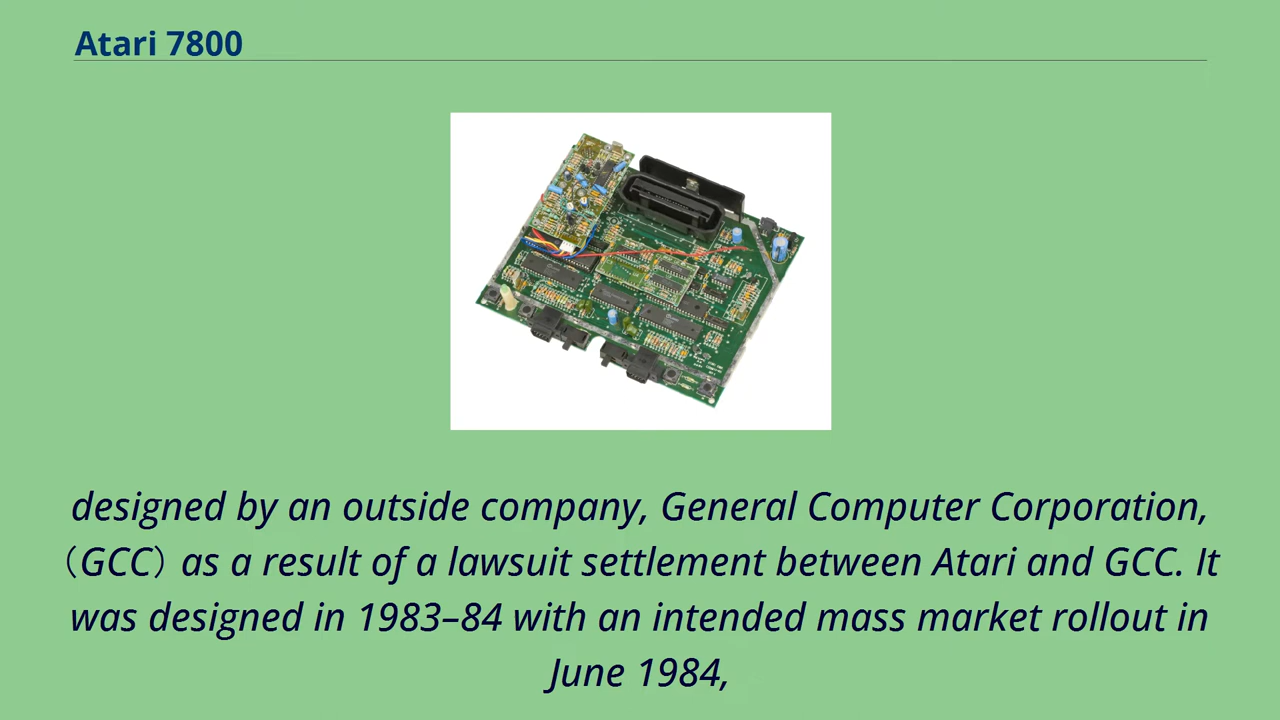 Atari 7800
designed by an outside company, General Computer Corporation,
（GCC） as a result of a lawsuit settlement between Atari and GCC. It
was designed in 1983–84 with an intended mass market rollout in
June 1984,